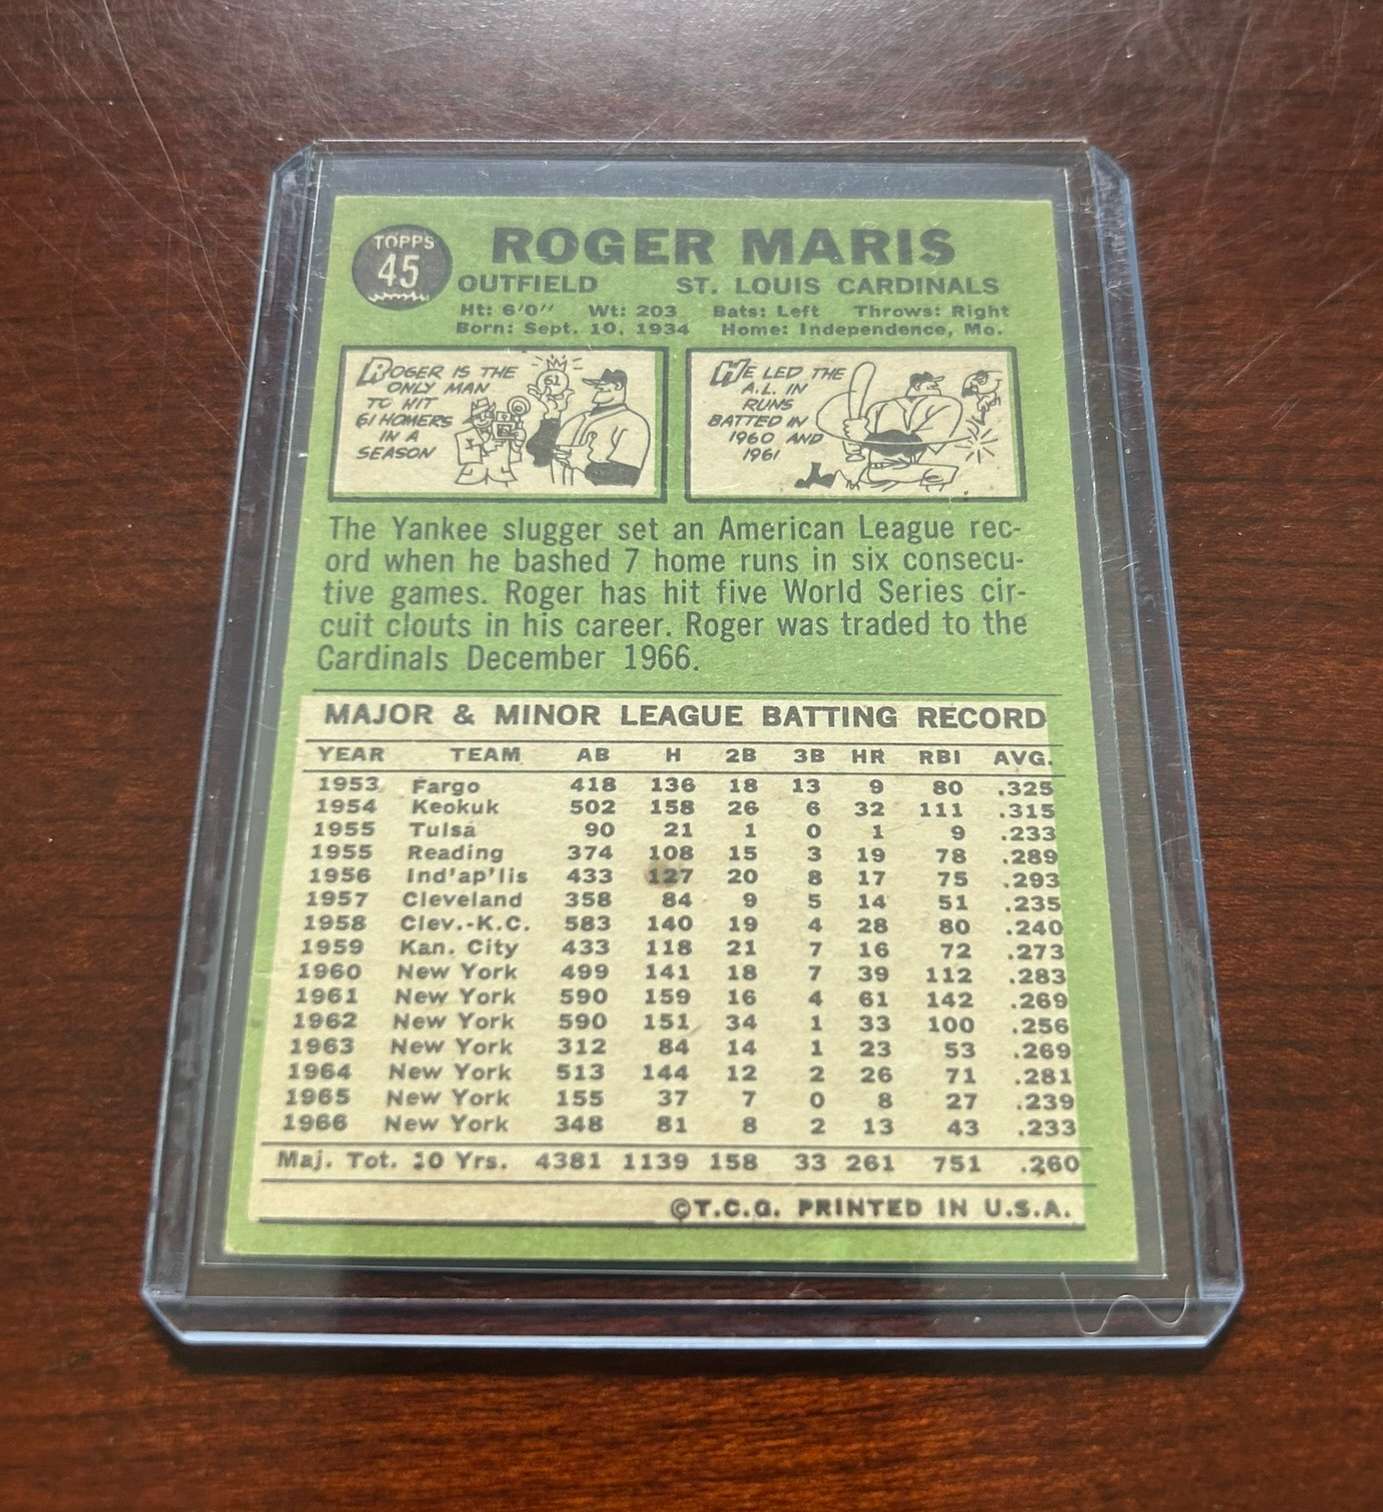 TOPPS
45
ROGER MARIS
OUTFIELD ST. LOUIS CARDINALS
Ht: 6'0" Wt: 203 Bats: Left Throws: Right
Born: Sept. 10, 1934 Home: Independence, Mo.
ROGER IS THE
ONLY MAN
TO HIT
61 HOMERS
IN A
SEASON
61
HE LED THE
A.L. IN
RUNS
BATTED IN
1960 AND
1961
The Yankee slugger set an American League rec-
ord when he bashed 7 home runs in six consecu-
tive games. Roger has hit five World Series cir-
cuit clouts in his career. Roger was traded to the
Cardinals December 1966.
MAJOR & MINOR LEAGUE BATTING RECORD
YEAR TEAM AB H 2B 3B HR RBI AVG.
1953 Fargo 418 136 18 13 9 80 .325
1954 Keokuk 502 158 26 6 32 111 .315
1955 Tulsa 90 21 1 0 1 9 .233
1955 Reading 374 108 15 3 19 78 .289
1956 Ind'ap'lis 433 127 20 8 17 75 .293
1957 Cleveland 358 84 9 5 14 51 .235
1958 Clev.-K.C. 583 140 19 4 28 80 .240
1959 Kan. City 433 118 21 7 16 72 .273
1960 New York 499 141 18 7 39 112 .283
1961 New York 590 159 16 4 61 142 .269
1962 New York 590 151 34 1 33 100 .256
1963 New York 312 84 14 1 23 53 .269
1964 New York 513 144 12 2 26 71 .281
1965 New York 155 37 7 0 8 27 .239
1966 New York 348 81 8 2 13 43 .233
Maj. Tot. 10 Yrs. 4381 1139 158 33 261 751 .260
©T.C.G. PRINTED IN U.S.A.